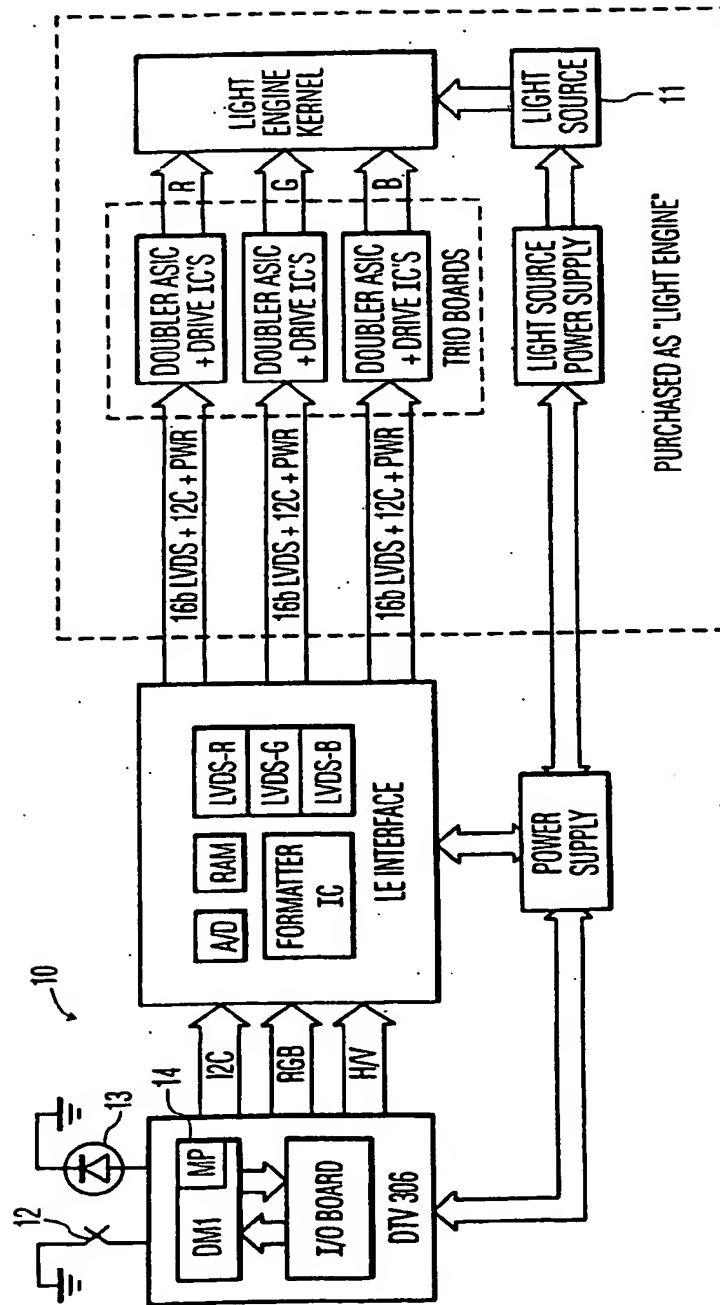 10
12
13
14
MP
DM1
I/O BOARD
DTV 306
I2C
RGB
H/V
A/D
RAM
FORMATTER
IC
LVDS-R
LVDS-G
LVDS-B
LE INTERFACE
POWER
SUPPLY
16b LVDS + 12C + PWR
16b LVDS + 12C + PWR
16b LVDS + 12C + PWR
DOUBLER ASIC
+ DRIVE IC'S
DOUBLER ASIC
+ DRIVE IC'S
DOUBLER ASIC
+ DRIVE IC'S
TRIO BOARDS
R
G
B
LIGHT
ENGINE
KERNEL
LIGHT SOURCE
POWER SUPPLY
LIGHT
SOURCE
11
PURCHASED AS "LIGHT ENGINE"